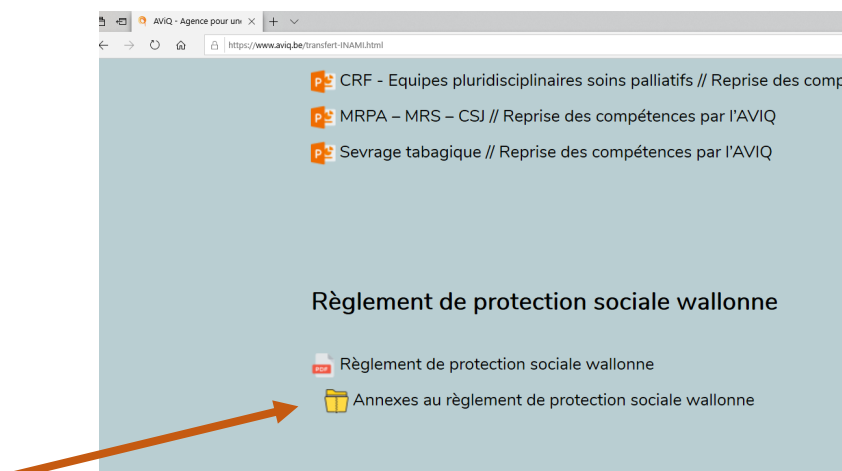 AViQ - Agence pour un
https://www.aviq.be/transfert-INAMI.html
CRF - Equipes pluridisciplinaires soins palliatifs // Reprise des comp
MRPA – MRS – CSJ // Reprise des compétences par l'AVIQ
Sevrage tabagique // Reprise des compétences par l'AVIQ
Règlement de protection sociale wallonne
PDF Règlement de protection sociale wallonne
Annexes au règlement de protection sociale wallonne